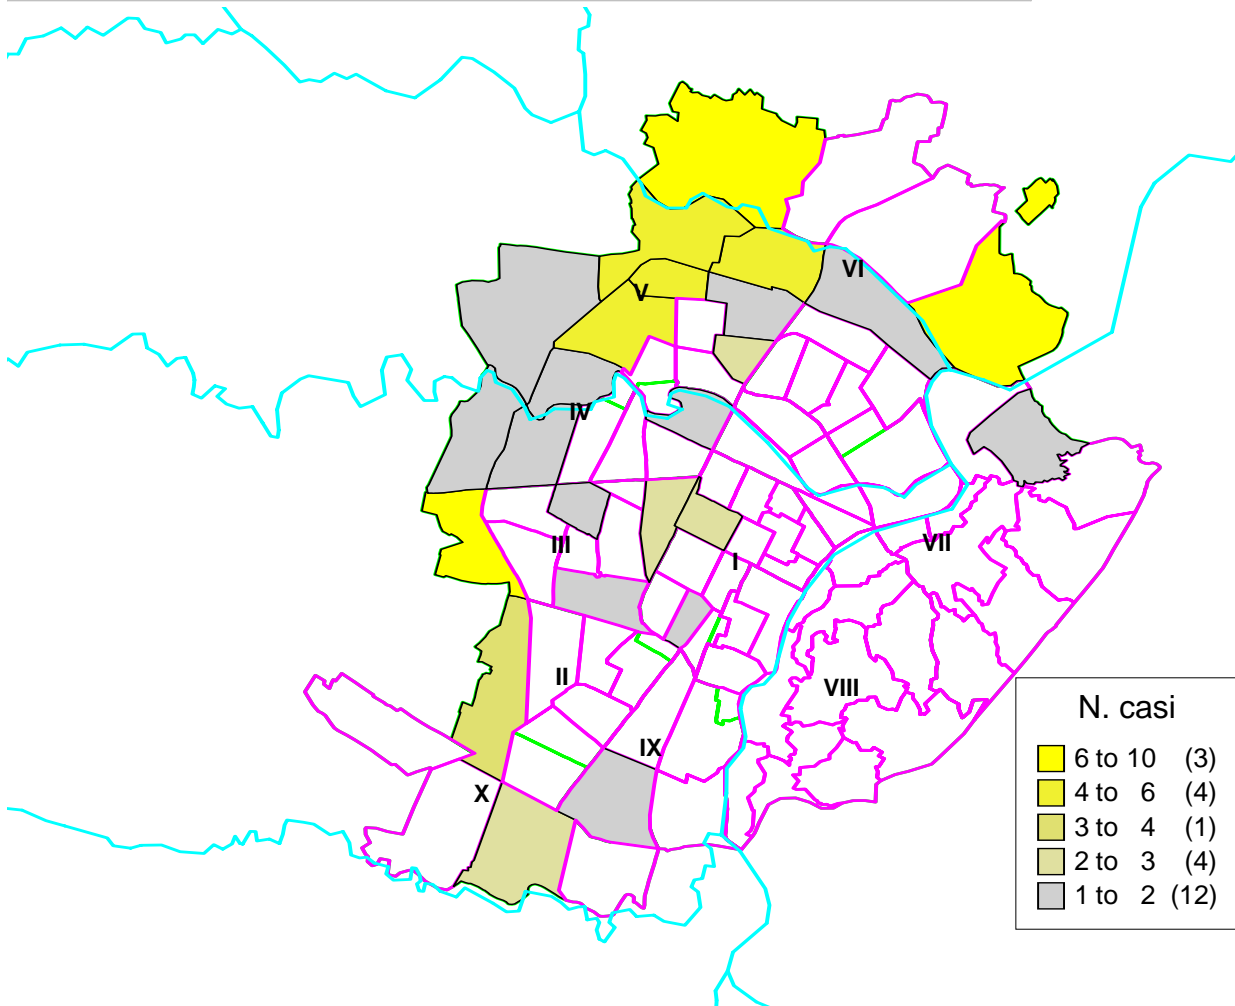 VI
V
IV
III
I
VII
II
VIII
IX
X
N. casi
6 to 10 (3)
4 to 6 (4)
3 to 4 (1)
2 to 3 (4)
1 to 2 (12)